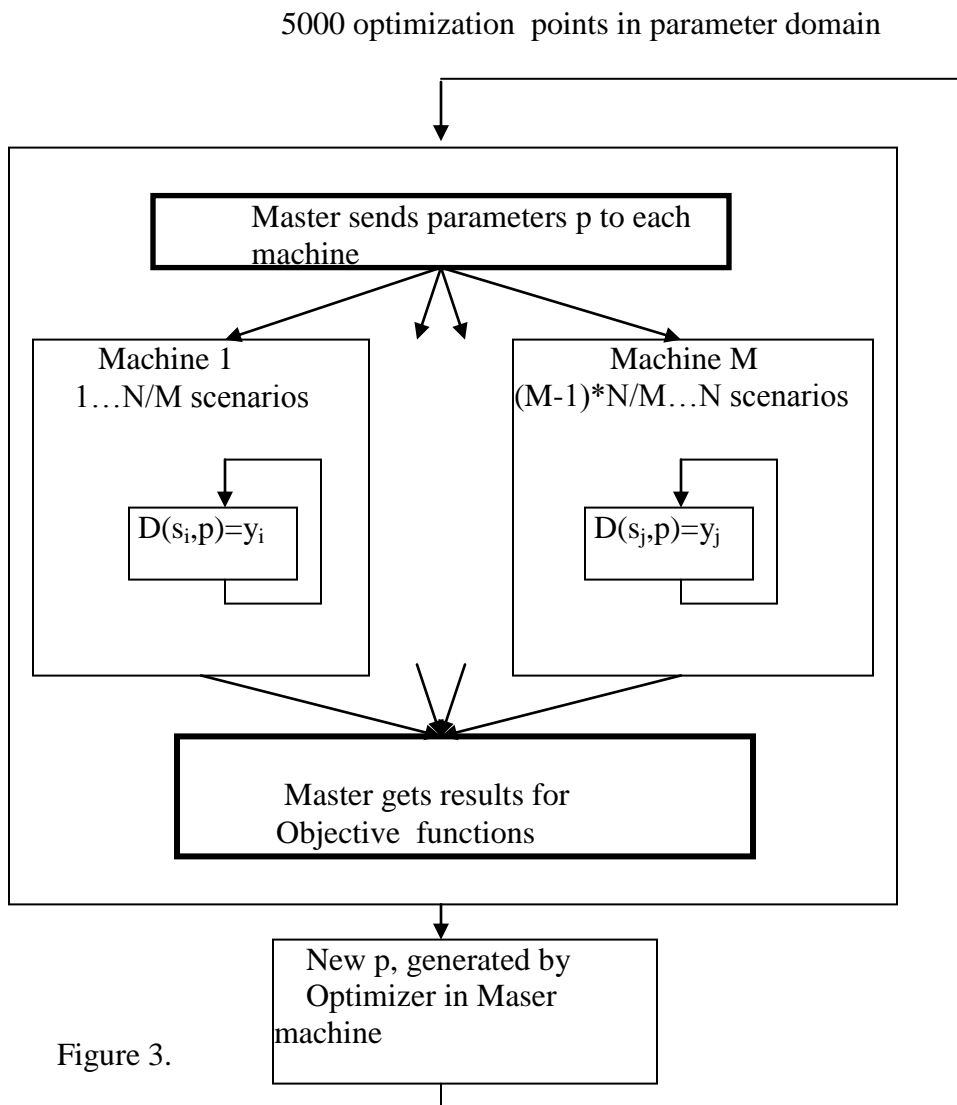 5000 optimization points in parameter domain
Master sends parameters p to each
machine
Machine 1
1…N/M scenarios
D(sᵢ,p)=yᵢ
Machine M
(M-1)*N/M…N scenarios
D(sⱼ,p)=yⱼ
Master gets results for
Objective functions
New p, generated by
Optimizer in Maser
machine
Figure 3.